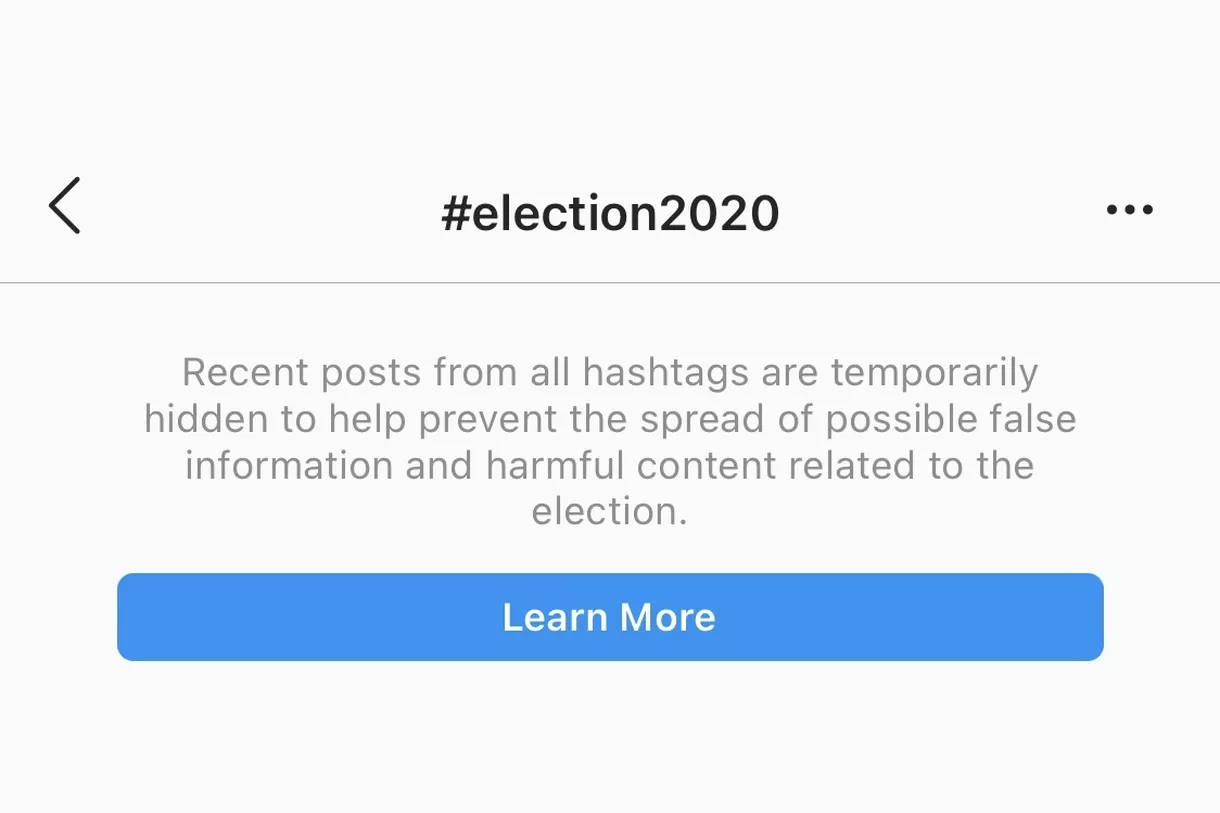 #election2020
Recent posts from all hashtags are temporarily
hidden to help prevent the spread of possible false
information and harmful content related to the
election.
Learn More